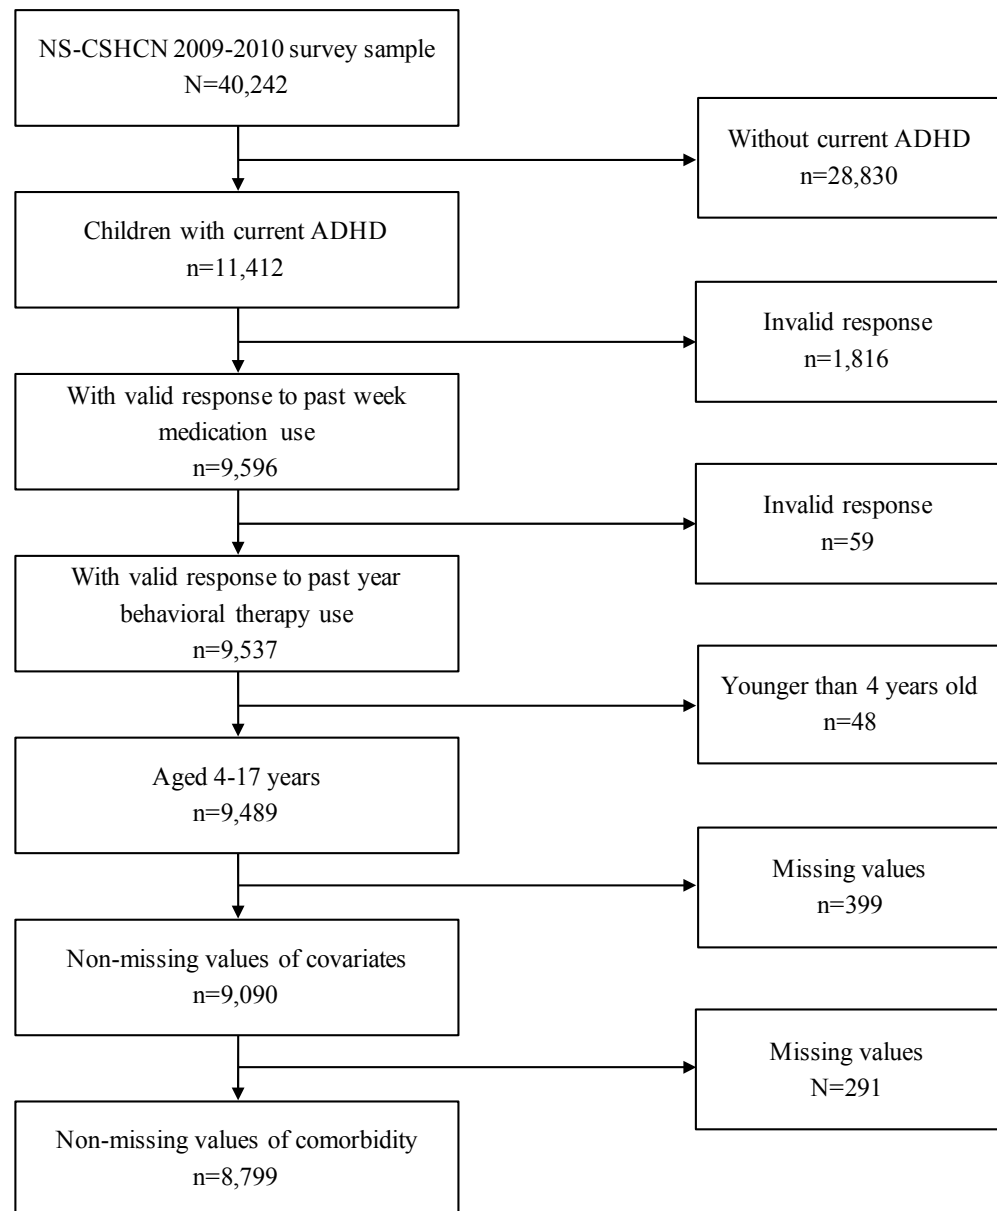 NS-CSHCN 2009-2010 survey sample
N=40,242
Without current ADHD
n=28,830
Children with current ADHD
n=11,412
Invalid response
n=1,816
With valid response to past week
medication use
n=9,596
Invalid response
n=59
With valid response to past year
behavioral therapy use
n=9,537
Younger than 4 years old
n=48
Aged 4-17 years
n=9,489
Missing values
n=399
Non-missing values of covariates
n=9,090
Missing values
N=291
Non-missing values of comorbidity
n=8,799